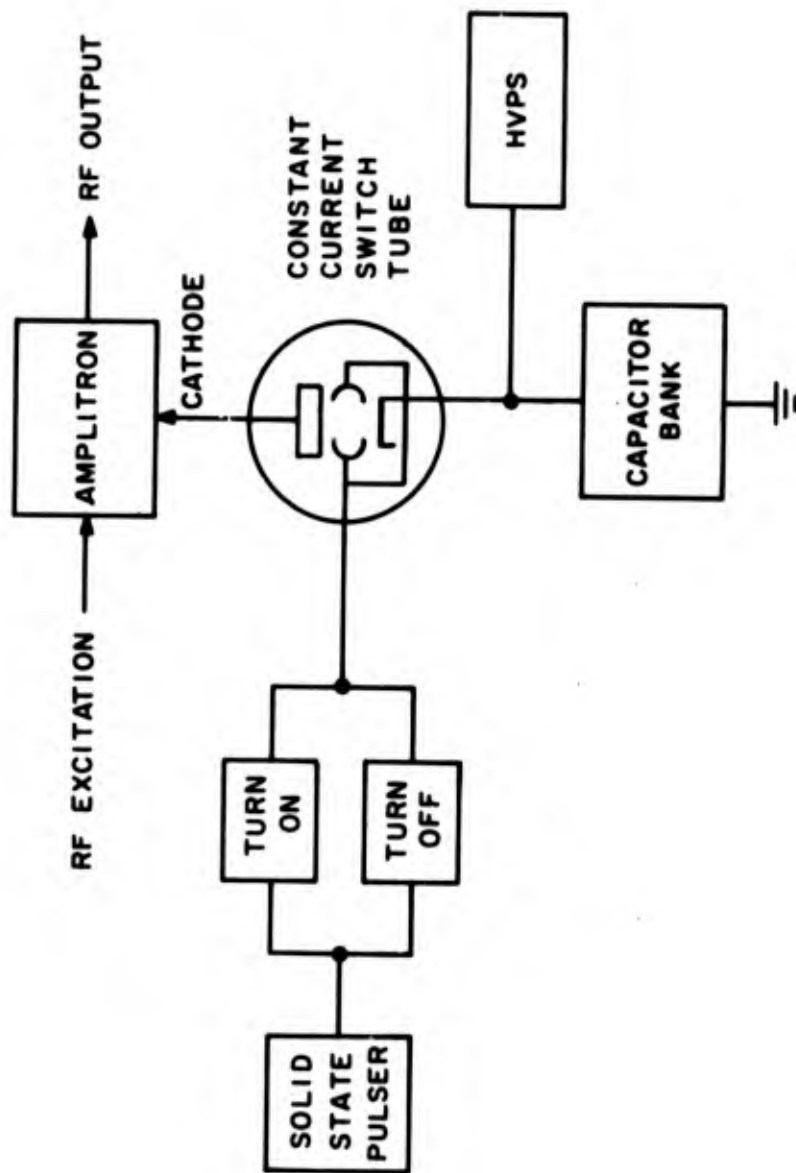 RF EXCITATION
AMPLITRON
RF OUTPUT
CATHODE
CONSTANT
CURRENT
SWITCH
TUBE
SOLID
STATE
PULSER
TURN
ON
TURN
OFF
HVPS
CAPACITOR
BANK